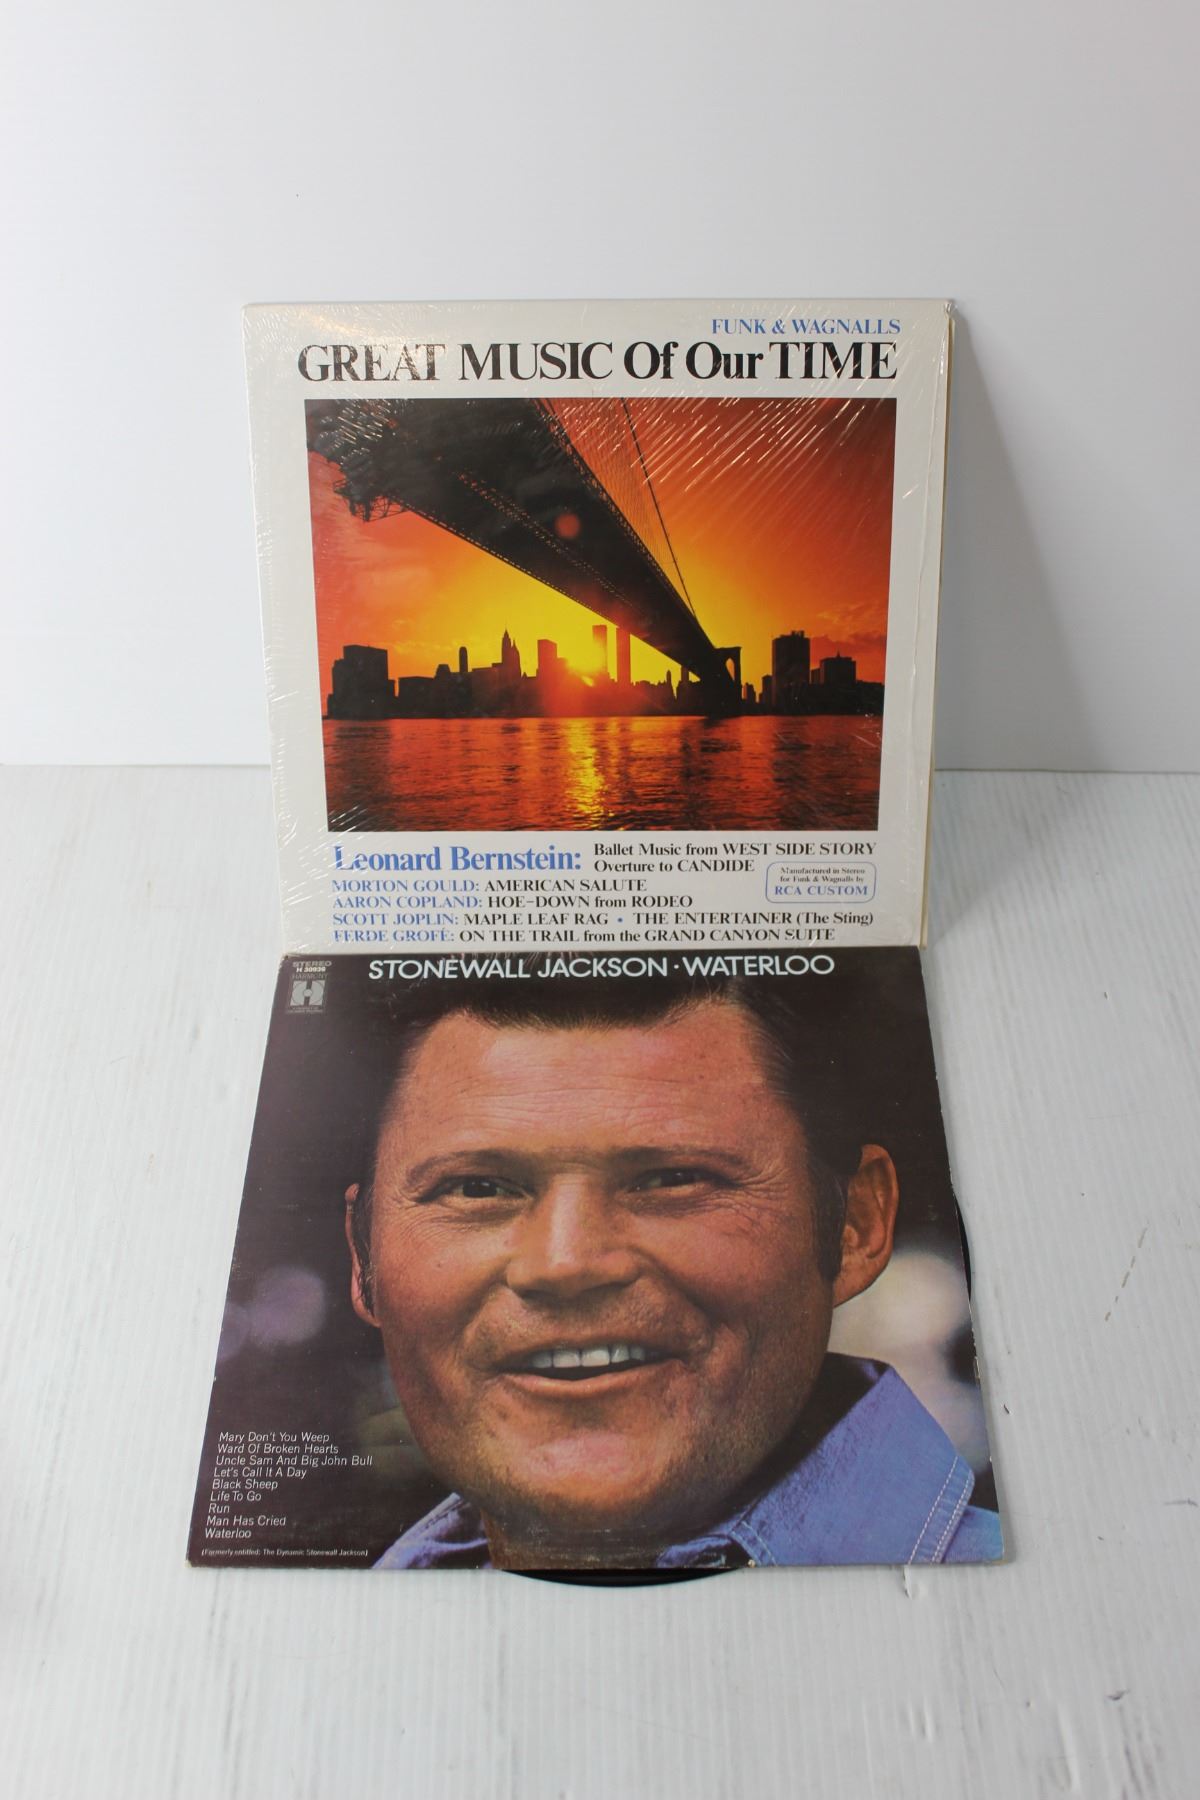 FUNK & WAGNALLS
GREAT MUSIC Of Our TIME
Leonard Bernstein: Ballet Music from WEST SIDE STORY
Overture to CANDIDE
Manufactured in Stereo
for Funk & Wagnalls by
RCA CUSTOM
MORTON GOULD: AMERICAN SALUTE
AARON COPLAND: HOE-DOWN from RODEO
SCOTT JOPLIN: MAPLE LEAF RAG • THE ENTERTAINER (The Sting)
FERDE GROFÉ: ON THE TRAIL from the GRAND CANYON SUITE
STEREO
H 30939
HARMONY
STONEWALL JACKSON · WATERLOO
Mary Don't You Weep
Ward Of Broken Hearts
Uncle Sam And Big John Bull
Let's Call It A Day
Black Sheep
Life To Go
Run
Man Has Cried
Waterloo
(Formerly entitled: The Dynamic Stonewall Jackson)